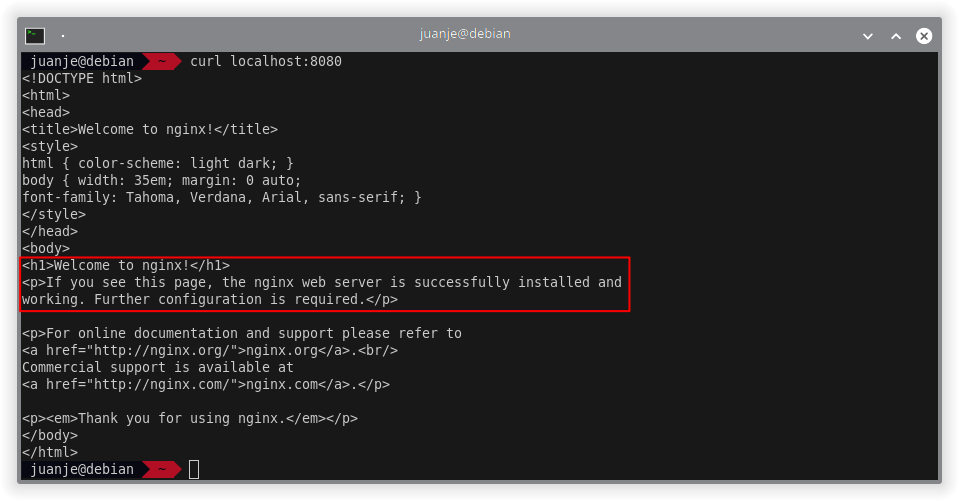 juanje@debian
juanje@debian ~ curl localhost:8080
<!DOCTYPE html>
<html>
<head>
<title>Welcome to nginx!</title>
<style>
html { color-scheme: light dark; }
body { width: 35em; margin: 0 auto;
font-family: Tahoma, Verdana, Arial, sans-serif; }
</style>
</head>
<body>
<h1>Welcome to nginx!</h1>
<p>If you see this page, the nginx web server is successfully installed and
working. Further configuration is required.</p>

<p>For online documentation and support please refer to
<a href="http://nginx.org/">nginx.org</a>.<br/>
Commercial support is available at
<a href="http://nginx.com/">nginx.com</a>.</p>

<p><em>Thank you for using nginx.</em></p>
</body>
</html>
juanje@debian ~